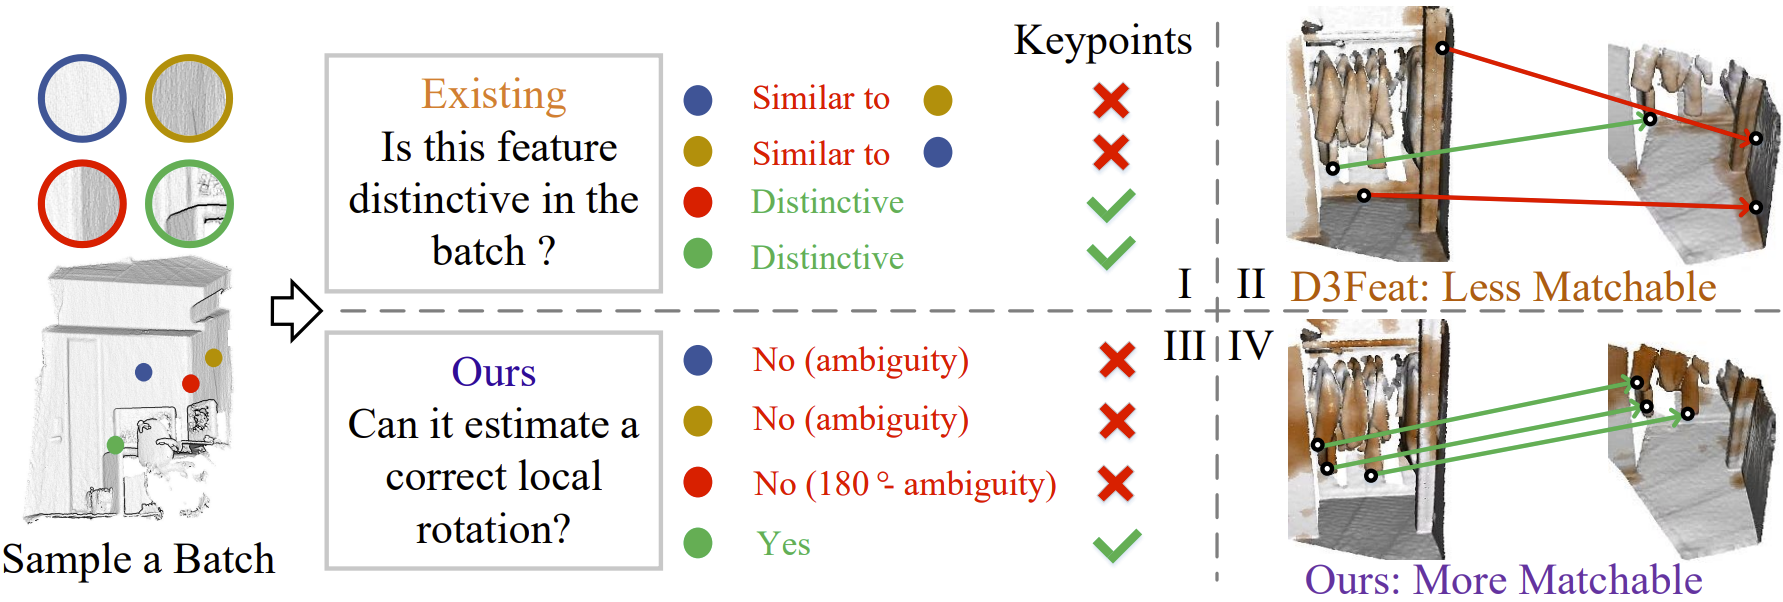 Sample a Batch
Existing
Is this feature
distinctive in the
batch ?
Keypoints
Similar to
Similar to
Distinctive
Distinctive
I
II
D3Feat: Less Matchable
Ours
Can it estimate a
correct local
rotation?
No (ambiguity)
No (ambiguity)
No (180°- ambiguity)
Yes
III
IV
Ours: More Matchable